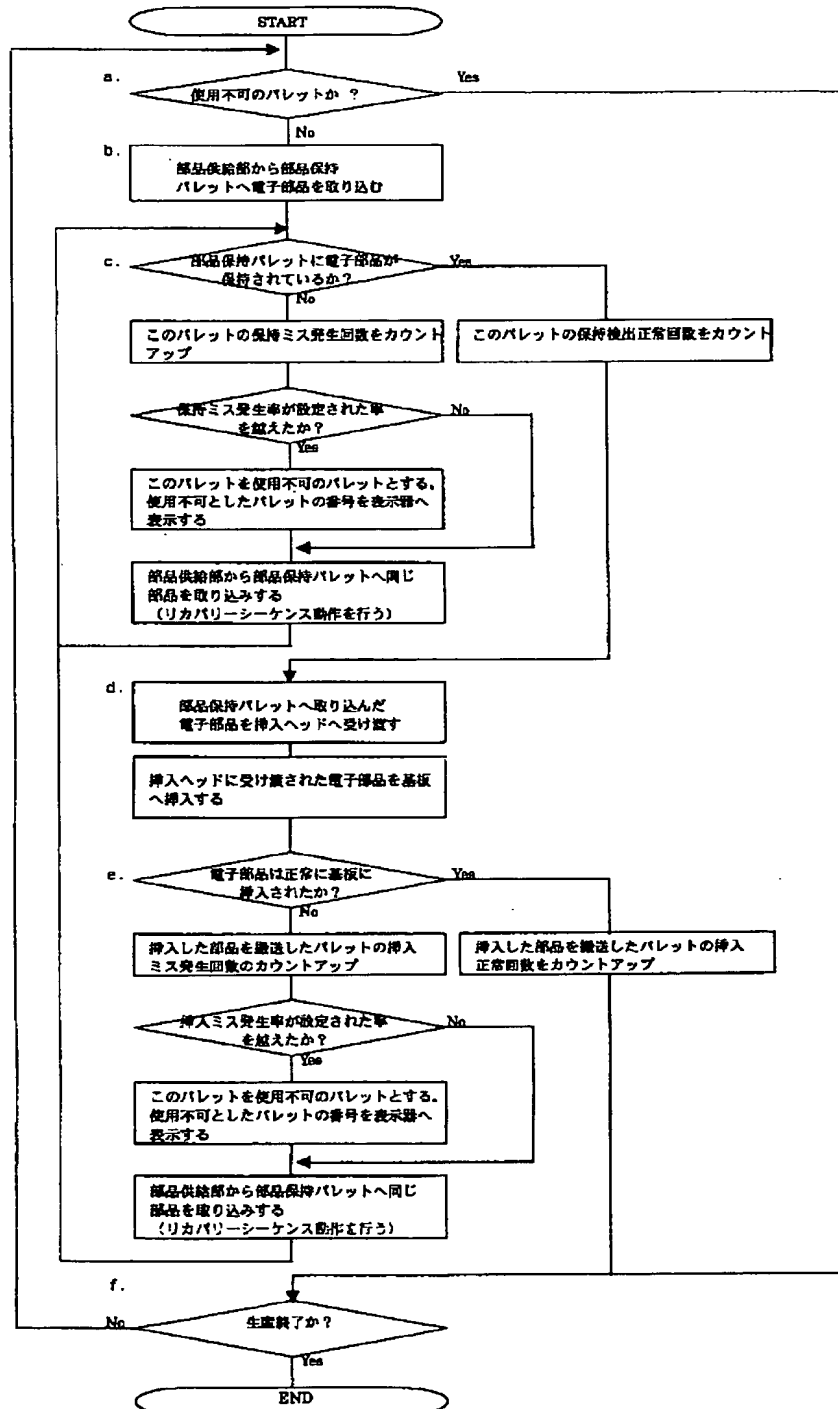 START
a.
使用不可のパレットか ?
Yes
No
b.
部品供給部から部品保持
パレットへ電子部品を取り込む
c.
部品保持パレットに電子部品が
保持されているか?
Yes
No
このパレットの保持ミス発生回数をカウント
アップ
このパレットの保持検出正常回数をカウント
保持ミス発生率が設定された率
を越えたか?
No
Yes
このパレットを使用不可のパレットとする。
使用不可としたパレットの番号を表示器へ
表示する
部品供給部から部品保持パレットへ同じ
部品を取り込みする
(リカバリーシーケンス動作を行う)
d.
部品保持パレットへ取り込んだ
電子部品を挿入ヘッドへ受け渡す
挿入ヘッドに受け渡された電子部品を基板
へ挿入する
e.
電子部品は正常に基板に
挿入されたか?
Yes
No
挿入した部品を搬送したパレットの挿入
ミス発生回数のカウントアップ
挿入した部品を搬送したパレットの挿入
正常回数をカウントアップ
挿入ミス発生率が設定された率
を越えたか?
No
Yes
このパレットを使用不可のパレットとする。
使用不可としたパレットの番号を表示器へ
表示する
部品供給部から部品保持パレットへ同じ
部品を取り込みする
(リカバリーシーケンス動作を行う)
f.
生産終了か?
No
Yes
END